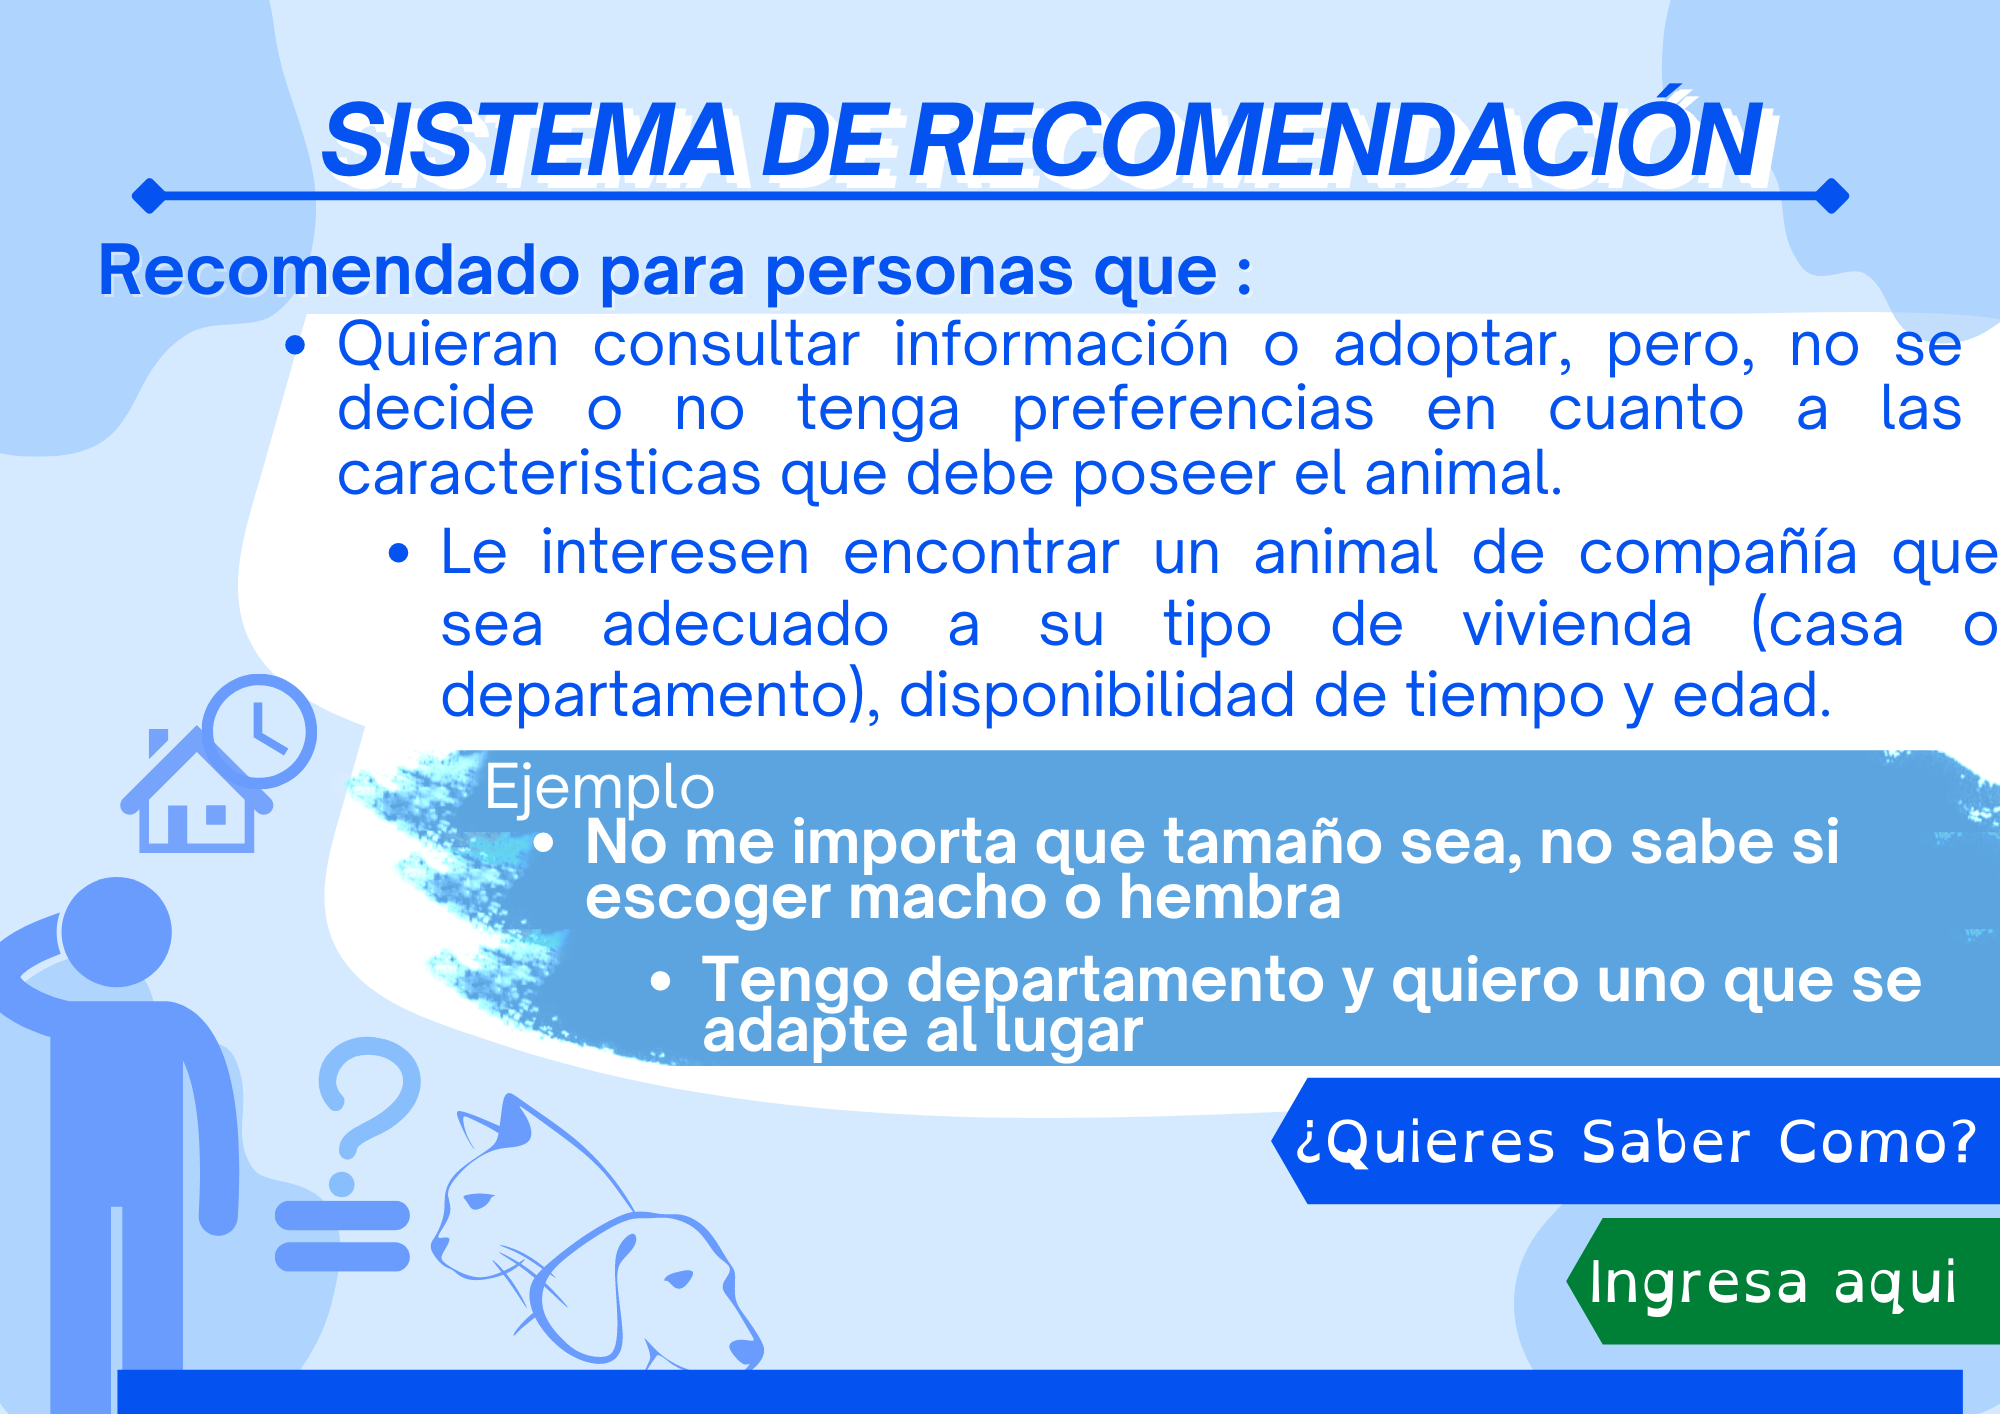 SISTEMA DE RECOMENDACIÓN
Recomendado para personas que :
• Quieran consultar información o adoptar, pero, no se
decide o no tenga preferencias en cuanto a las
caracteristicas que debe poseer el animal.
• Le interesen encontrar un animal de compañía que
sea adecuado a su tipo de vivienda (casa o
departamento), disponibilidad de tiempo y edad.
Ejemplo
• No me importa que tamaño sea, no sabe si
escoger macho o hembra
• Tengo departamento y quiero uno que se
adapte al lugar
¿Quieres Saber Como?
Ingresa aqui